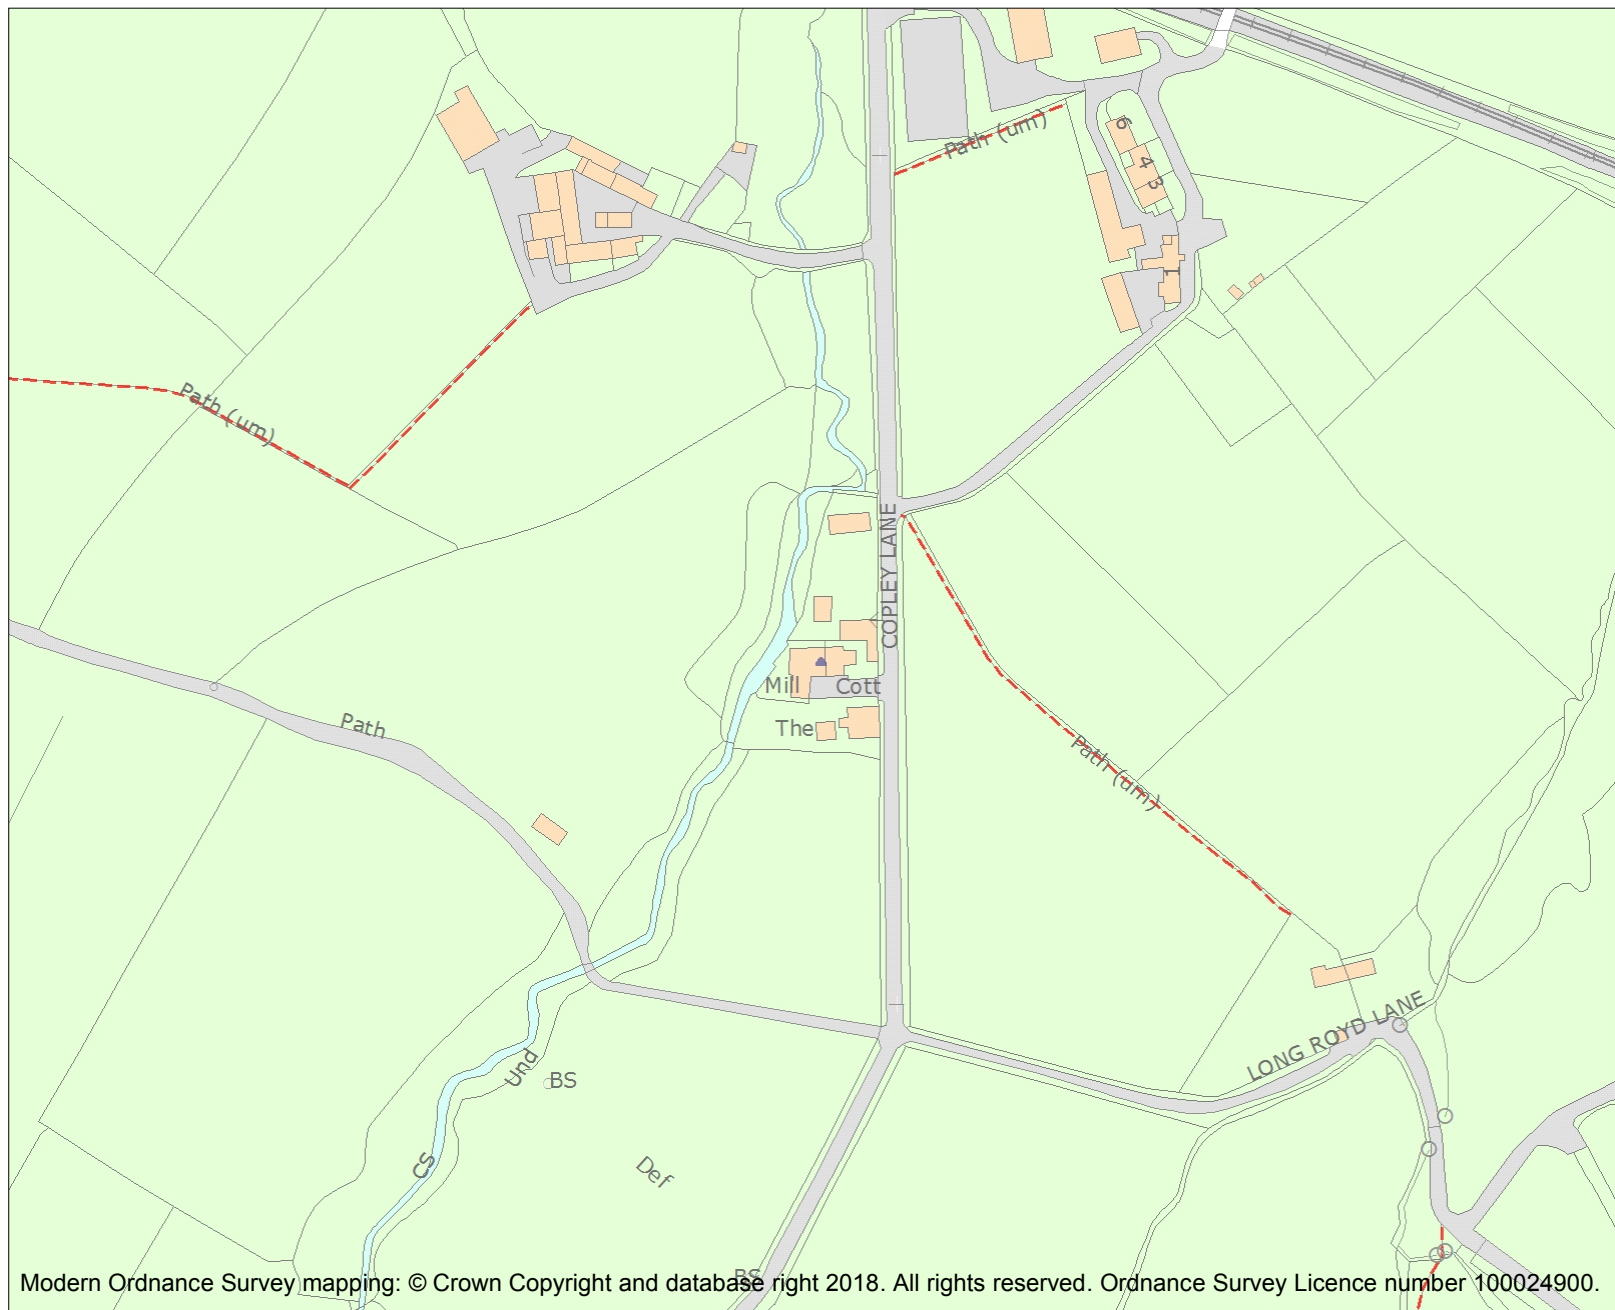 Path (um)
6
4
3
1
Path (um)
COPLEY LANE
Mill
Cott
The
Path
Path (um)
LONG ROYD LANE
Und
BS
CS
Def
BS
Modern Ordnance Survey mapping: © Crown Copyright and database right 2018. All rights reserved. Ordnance Survey Licence number 100024900.